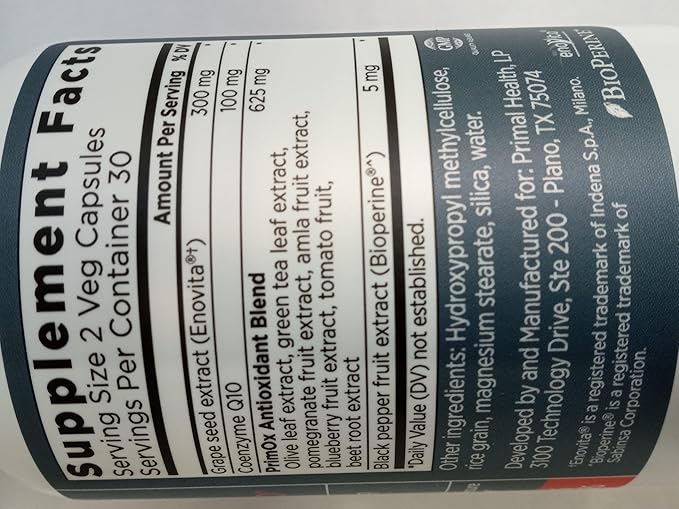 Supplement Facts
Serving Size 2 Veg Capsules
Servings Per Container 30
Amount Per Serving % DV
Grape seed extract (Enovita®†) 300 mg *
Coenzyme Q10 100 mg *
PrimOx Antioxidant Blend 625 mg *
Olive leaf extract, green tea leaf extract,
pomegranate fruit extract, amla fruit extract,
blueberry fruit extract, tomato fruit,
beet root extract
Black pepper fruit extract (Bioperine®^) 5 mg *
*Daily Value (DV) not established.
Other ingredients: Hydroxypropyl methylcellulose,
rice grain, magnesium stearate, silica, water.
Developed by and Manufactured for: Primal Health, LP
3100 Technology Drive, Ste 200 - Plano, TX 75074
†Enovita® is a registered trademark of Indena S.p.A., Milano.
^Bioperine® is a registered trademark of
Sabinsa Corporation.
GMP
enovita
BIOPERINE